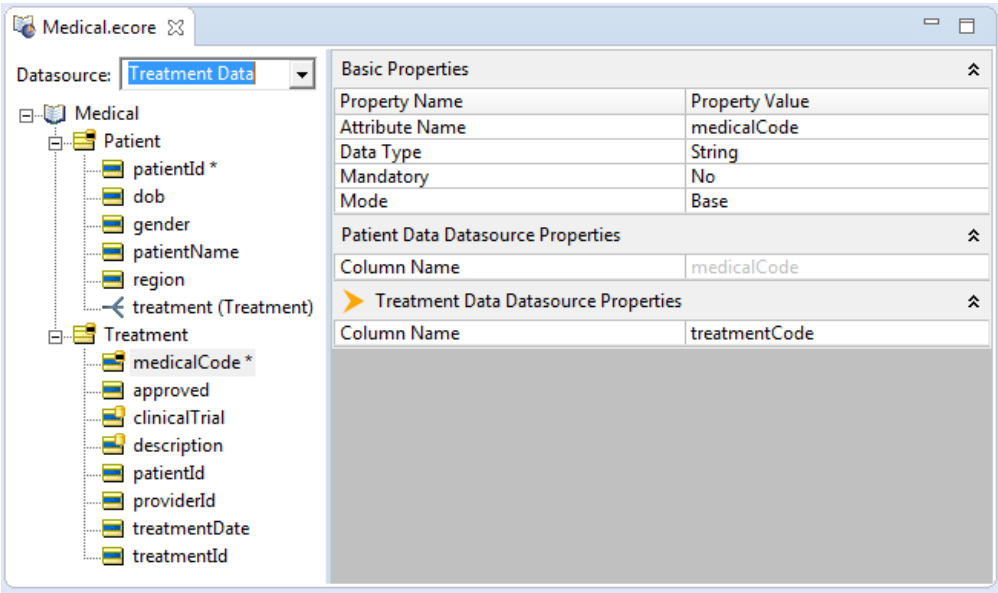 Medical.ecore
Datasource: Treatment Data
Medical
Patient
patientId *
dob
gender
patientName
region
treatment (Treatment)
Treatment
medicalCode *
approved
clinicalTrial
description
patientId
providerId
treatmentDate
treatmentId
Basic Properties
Property Name Property Value
Attribute Name medicalCode
Data Type String
Mandatory No
Mode Base
Patient Data Datasource Properties
Column Name medicalCode
Treatment Data Datasource Properties
Column Name treatmentCode